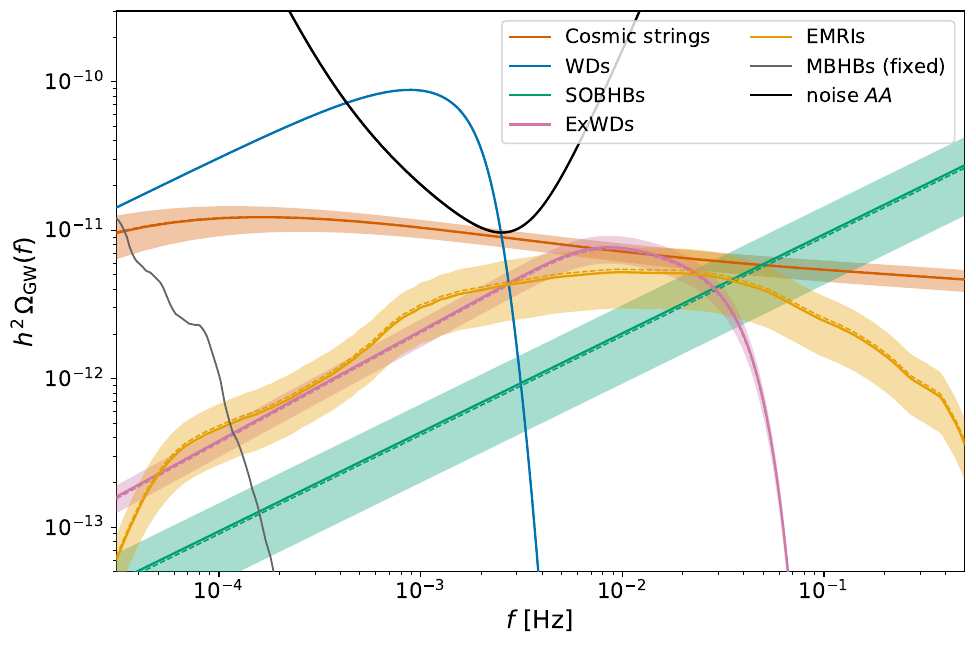 Cosmic strings
WDs
SOBHBs
ExWDs
EMRIs
MBHBs (fixed)
noise AA
10⁻¹⁰
10⁻¹¹
10⁻¹²
10⁻¹³
h² Ω_GW(f)
10⁻⁴ 10⁻³ 10⁻² 10⁻¹
f [Hz]